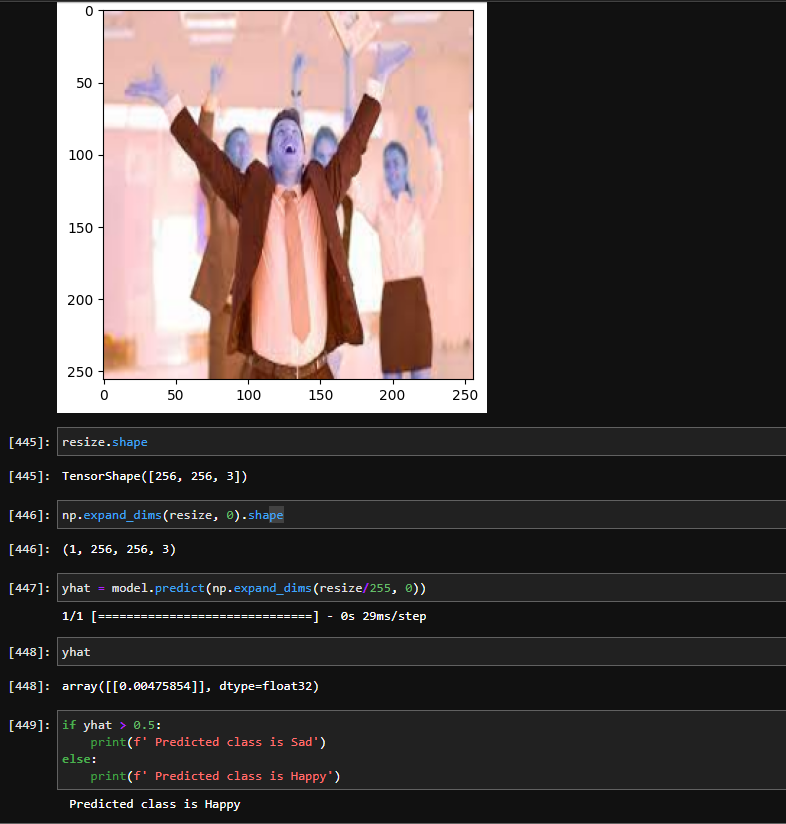 0
50
100
150
200
250
0 50 100 150 200 250
[445]: resize.shape
[445]: TensorShape([256, 256, 3])
[446]: np.expand_dims(resize, 0).shape
[446]: (1, 256, 256, 3)
[447]: yhat = model.predict(np.expand_dims(resize/255, 0))
1/1 [==============================] - 0s 29ms/step
[448]: yhat
[448]: array([[0.00475854]], dtype=float32)
[449]: if yhat > 0.5:
    print(f' Predicted class is Sad')
else:
    print(f' Predicted class is Happy')
 Predicted class is Happy